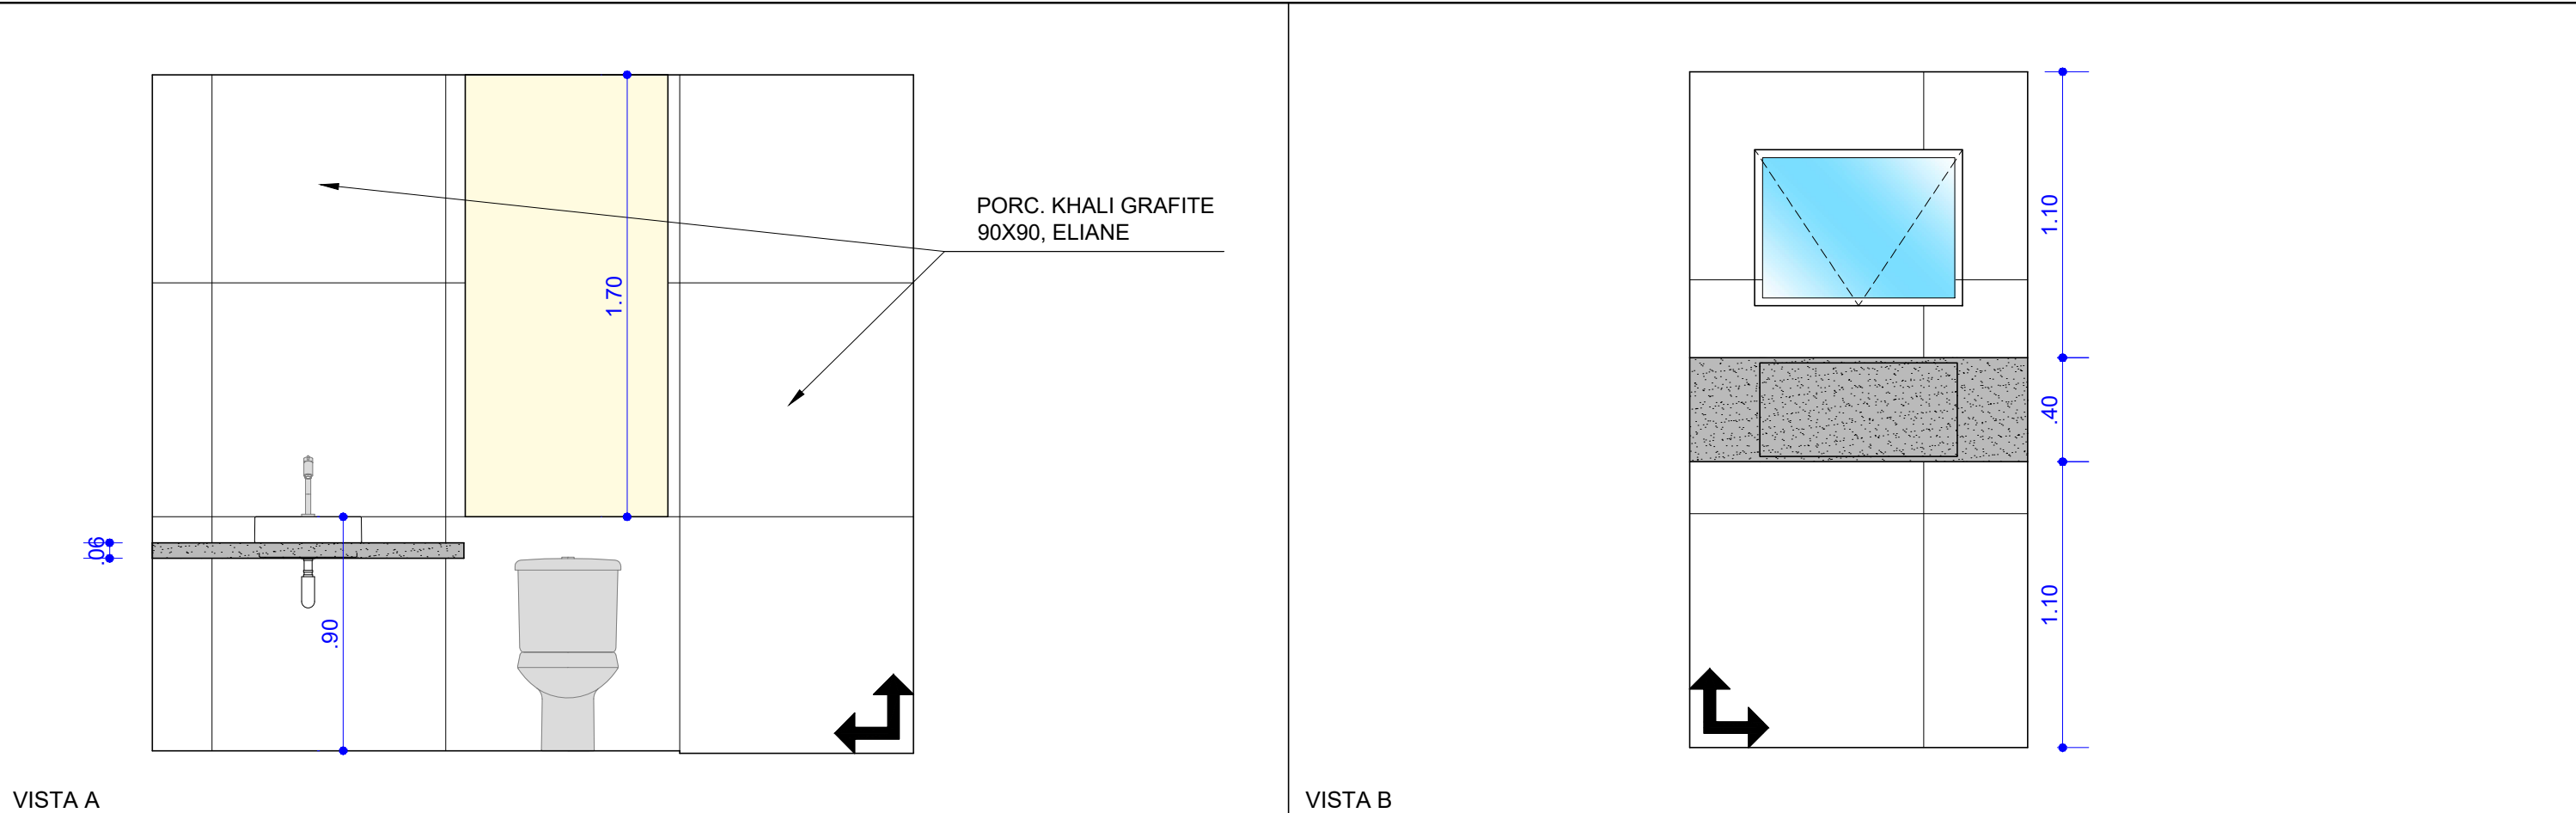 PORC. KHALI GRAFITE
90X90, ELIANE
1.70
.06
.90
VISTA A
1.10
.40
1.10
VISTA B